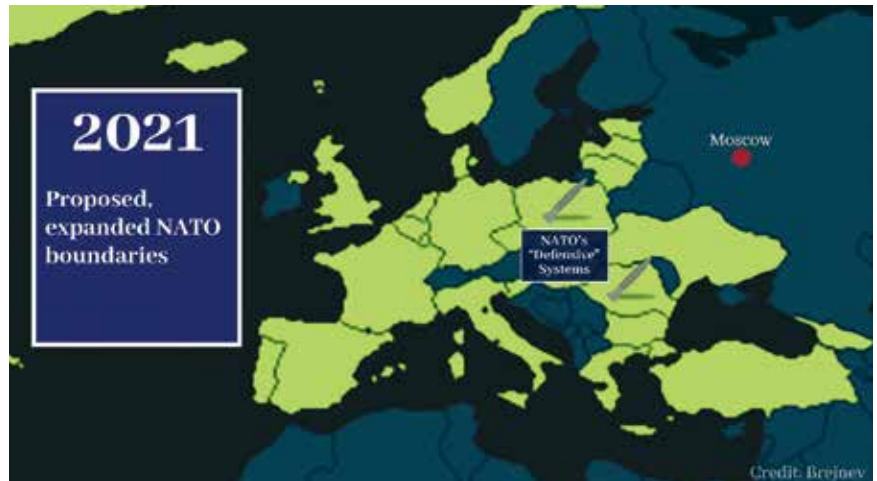 2021
Proposed,
expanded NATO
boundaries
Moscow
NATO's
"Defensive"
Systems
Credit: Brejnev